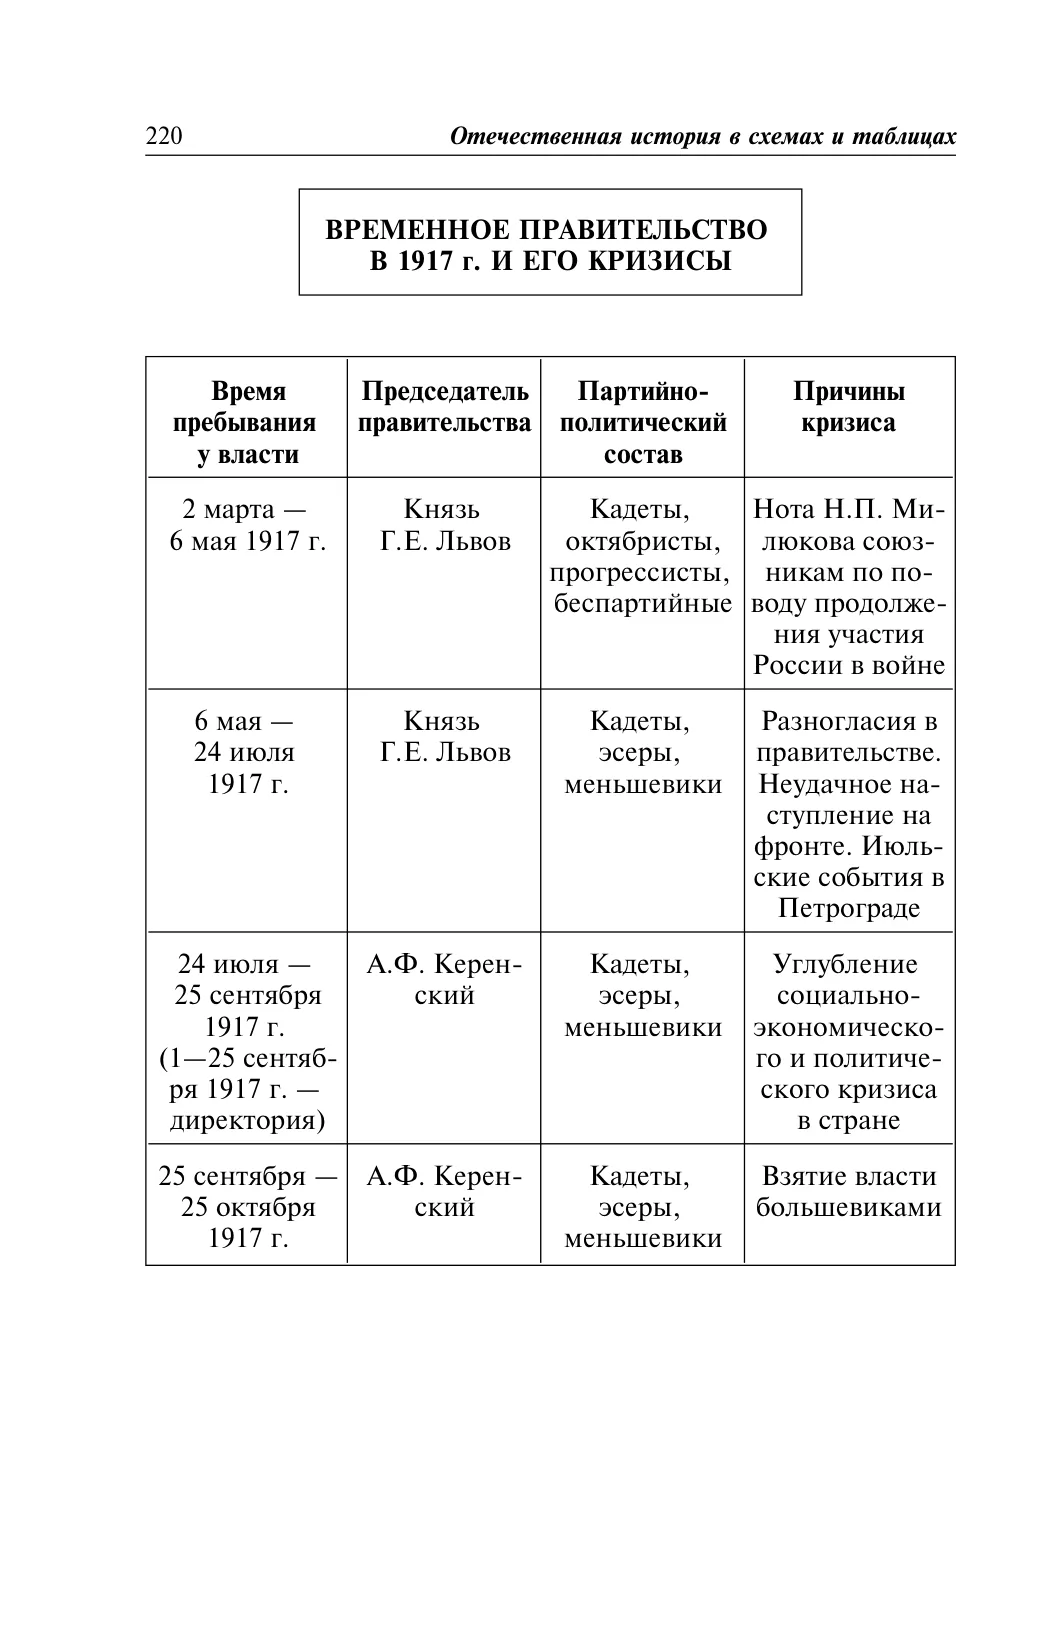 220
Отечественная история в схемах и таблицах
ВРЕМЕННОЕ ПРАВИТЕЛЬСТВО
В 1917 г. И ЕГО КРИЗИСЫ
Время
пребывания
у власти
Председатель
правительства
Партийно-
политический
состав
Причины
кризиса
2 марта —
6 мая 1917 г.
Князь
Г.Е. Львов
Кадеты,
октябристы,
прогрессисты,
беспартийные
Нота Н.П. Ми-
люкова союз-
никам по по-
воду продолже-
ния участия
России в войне
6 мая —
24 июля
1917 г.
Князь
Г.Е. Львов
Кадеты,
эсеры,
меньшевики
Разногласия в
правительстве.
Неудачное на-
ступление на
фронте. Июль-
ские события в
Петрограде
24 июля —
25 сентября
1917 г.
(1—25 сентяб-
ря 1917 г. —
директория)
А.Ф. Керен-
ский
Кадеты,
эсеры,
меньшевики
Углубление
социально-
экономическо-
го и политиче-
ского кризиса
в стране
25 сентября —
25 октября
1917 г.
А.Ф. Керен-
ский
Кадеты,
эсеры,
меньшевики
Взятие власти
большевиками